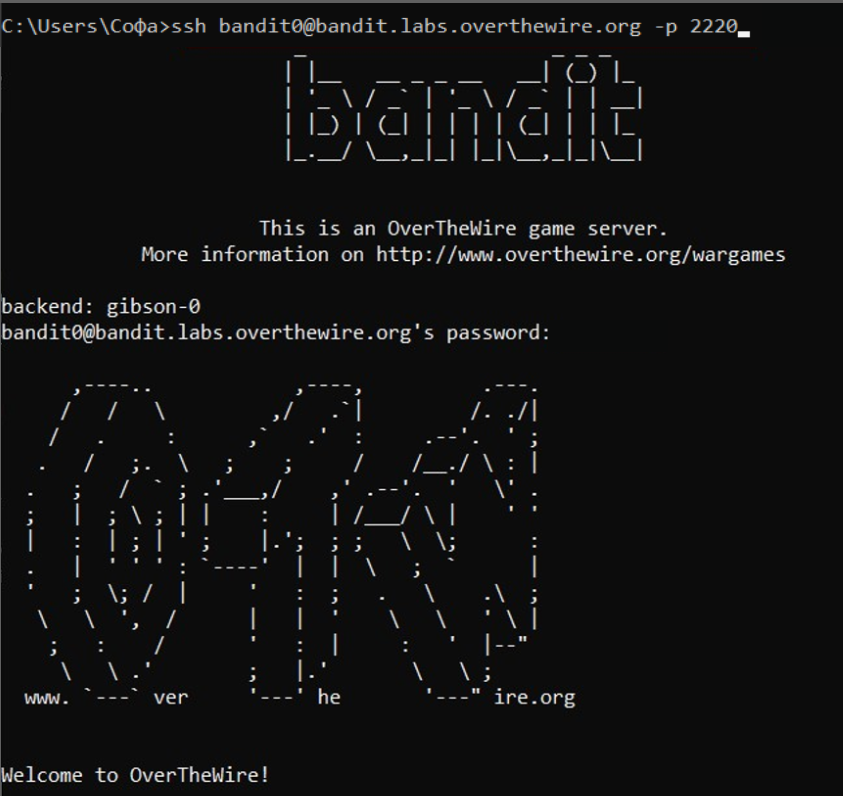 C:\Users\Софа>ssh bandit0@bandit.labs.overthewire.org -p 2220
bandit
This is an OverTheWire game server.
More information on http://www.overthewire.org/wargames
backend: gibson-0
bandit0@bandit.labs.overthewire.org's password:
www. ver he ire.org
Welcome to OverTheWire!